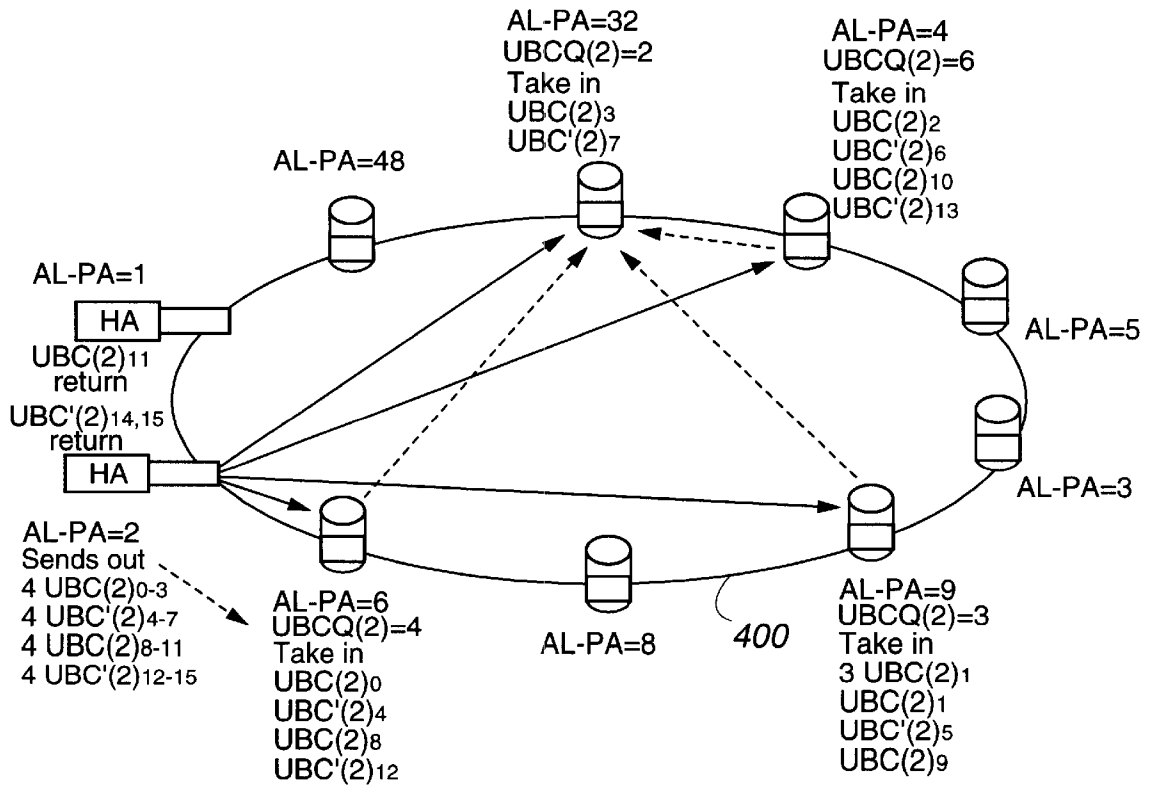 AL-PA=32
UBCQ(2)=2
Take in
UBC(2)3
UBC'(2)7
AL-PA=4
UBCQ(2)=6
Take in
UBC(2)2
UBC'(2)6
UBC(2)10
UBC'(2)13
AL-PA=48
AL-PA=1
HA
UBC(2)11
return
UBC'(2)14,15
return
HA
AL-PA=5
AL-PA=3
AL-PA=2
Sends out
4 UBC(2)0-3
4 UBC'(2)4-7
4 UBC(2)8-11
4 UBC'(2)12-15
AL-PA=6
UBCQ(2)=4
Take in
UBC(2)0
UBC'(2)4
UBC(2)8
UBC'(2)12
AL-PA=8
400
AL-PA=9
UBCQ(2)=3
Take in
3 UBC(2)1
UBC(2)1
UBC'(2)5
UBC(2)9